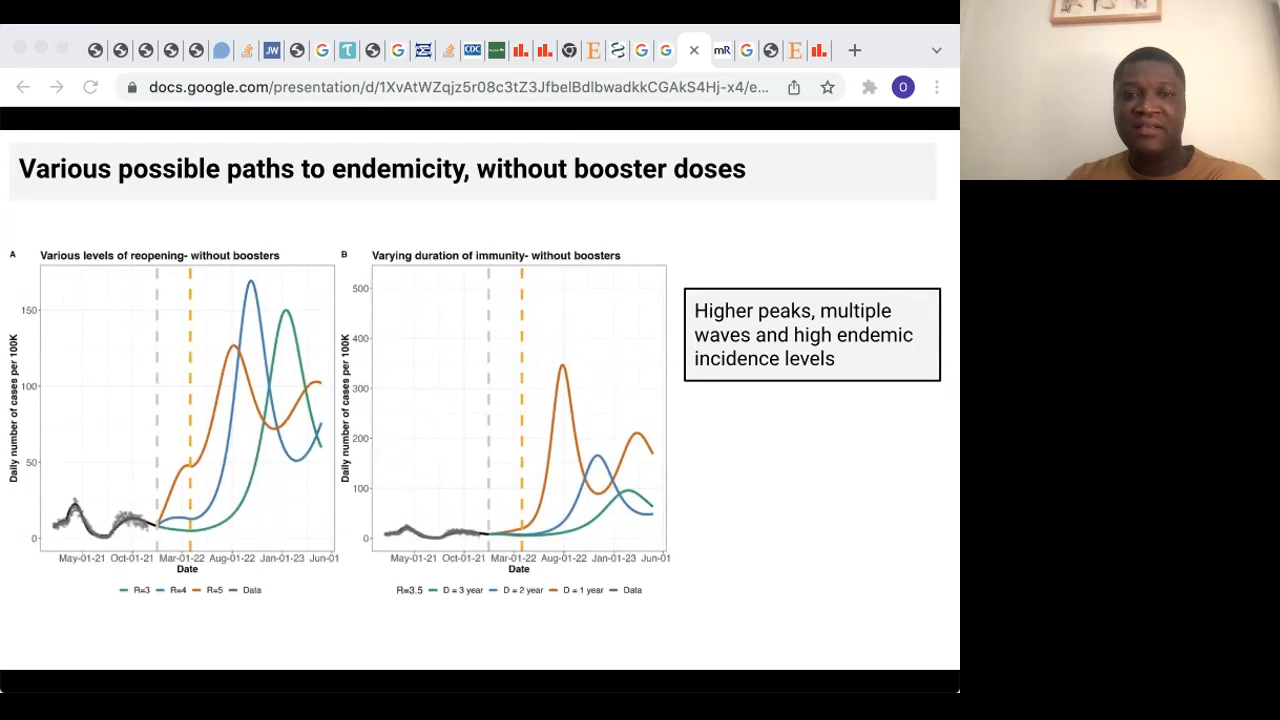 JW
CDC
mR
docs.google.com/presentation/d/1XvAtWZqjz5r08c3tZ3JfbelBdlbwadkkCGAkS4Hj-x4/e...
O
Various possible paths to endemicity, without booster doses
A
Various levels of reopening- without boosters
Daily number of cases per 100K
150
100
50
0
May-01-21 Oct-01-21 Mar-01-22 Aug-01-22 Jan-01-23 Jun-01
Date
R=3 R=4 R=5 Data
B
Varying duration of immunity- without boosters
Daily number of cases per 100K
500
400
300
200
100
0
May-01-21 Oct-01-21 Mar-01-22 Aug-01-22 Jan-01-23 Jun-01
Date
R=3.5 D = 3 year D = 2 year D = 1 year Data
Higher peaks, multiple
waves and high endemic
incidence levels